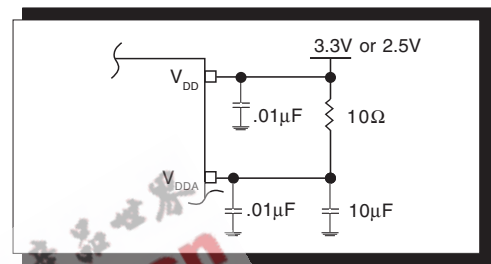 3.3V or 2.5V
VDD
.01µF
10Ω
VDDA
.01µF
10µF